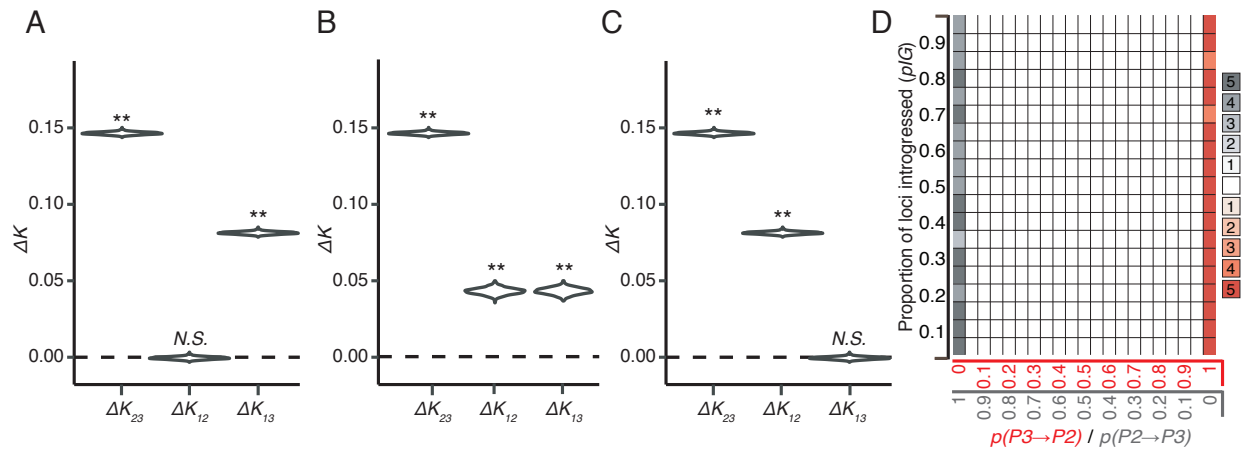 A
ΔK
0.15
0.10
0.05
0.00
**
N.S.
**
ΔK23
ΔK12
ΔK13
B
ΔK
0.15
0.10
0.05
0.00
**
**
**
ΔK23
ΔK12
ΔK13
C
ΔK
0.15
0.10
0.05
0.00
**
**
N.S.
ΔK23
ΔK12
ΔK13
D
Proportion of loci introgressed (pIG)
0.9
0.8
0.7
0.6
0.5
0.4
0.3
0.2
0.1
5
4
3
2
1
1
2
3
4
5
0 0.1 0.2 0.3 0.4 0.5 0.6 0.7 0.8 0.9 1
1 0.9 0.8 0.7 0.6 0.5 0.4 0.3 0.2 0.1 0
p(P3→P2) / p(P2→P3)